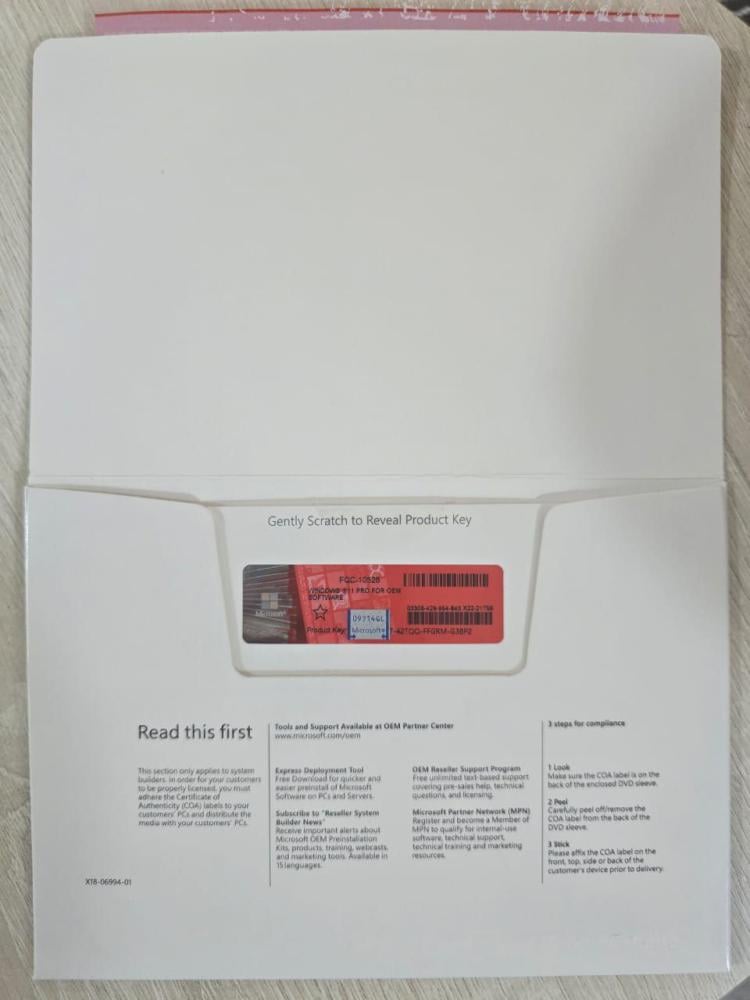 Gently Scratch to Reveal Product Key
FQC-10528
WINDOWS 11 PRO FOR OEM
SOFTWARE
Microsoft
Product Key:
Microsoft
Read this first
This section only applies to system
builders. In order for your customers
to be properly licensed, you must
adhere the Certificate of
Authenticity (COA) labels to your
customers' PCs and distribute the
media with your customers' PCs.
X18-06994-01
Tools and Support Available at OEM Partner Center
www.microsoft.com/oem
Express Deployment Tool
Free Download for quicker and
easier preinstall of Microsoft
Software on PCs and Servers.
Subscribe to "Reseller System
Builder News"
Receive important alerts about
Microsoft OEM Preinstallation
Kits, products, training, webcasts,
and marketing tools. Available in
15 languages.
OEM Reseller Support Program
Free unlimited text-based support
covering pre-sales help, technical
questions, and licensing.
Microsoft Partner Network (MPN)
Register and become a Member of
MPN to qualify for internal-use
software, technical support,
technical training and marketing
resources.
3 steps for compliance
1 Look
Make sure the COA label is on the
back of the enclosed DVD sleeve.
2 Peel
Carefully peel off/remove the
COA label from the back of the
DVD sleeve.
3 Stick
Please affix the COA label on the
front, top, side or back of the
customer's device prior to delivery.